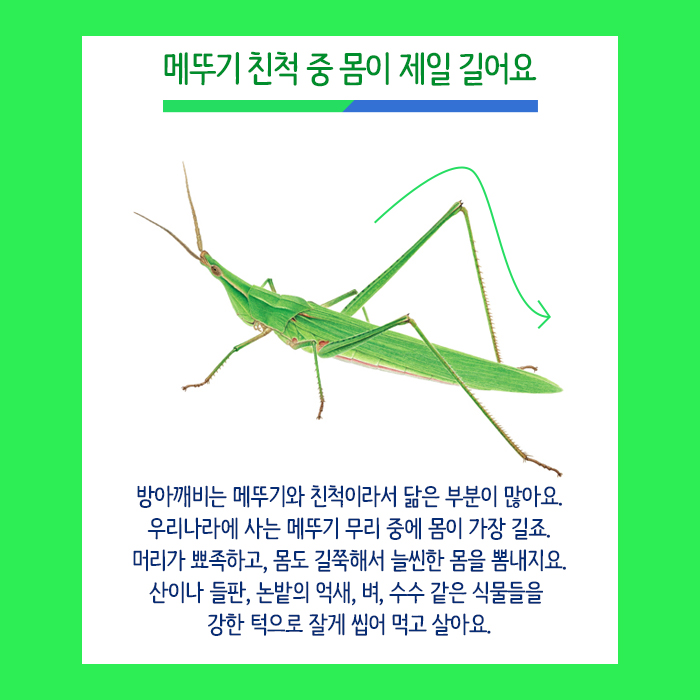 메뚜기 친척 중 몸이 제일 길어요
방아깨비는 메뚜기와 친척이라서 닮은 부분이 많아요.
우리나라에 사는 메뚜기 무리 중에 몸이 가장 길죠.
머리가 뾰족하고, 몸도 길쭉해서 늘씬한 몸을 뽐내지요.
산이나 들판, 논밭의 억새, 벼, 수수 같은 식물들을
강한 턱으로 잘게 씹어 먹고 살아요.